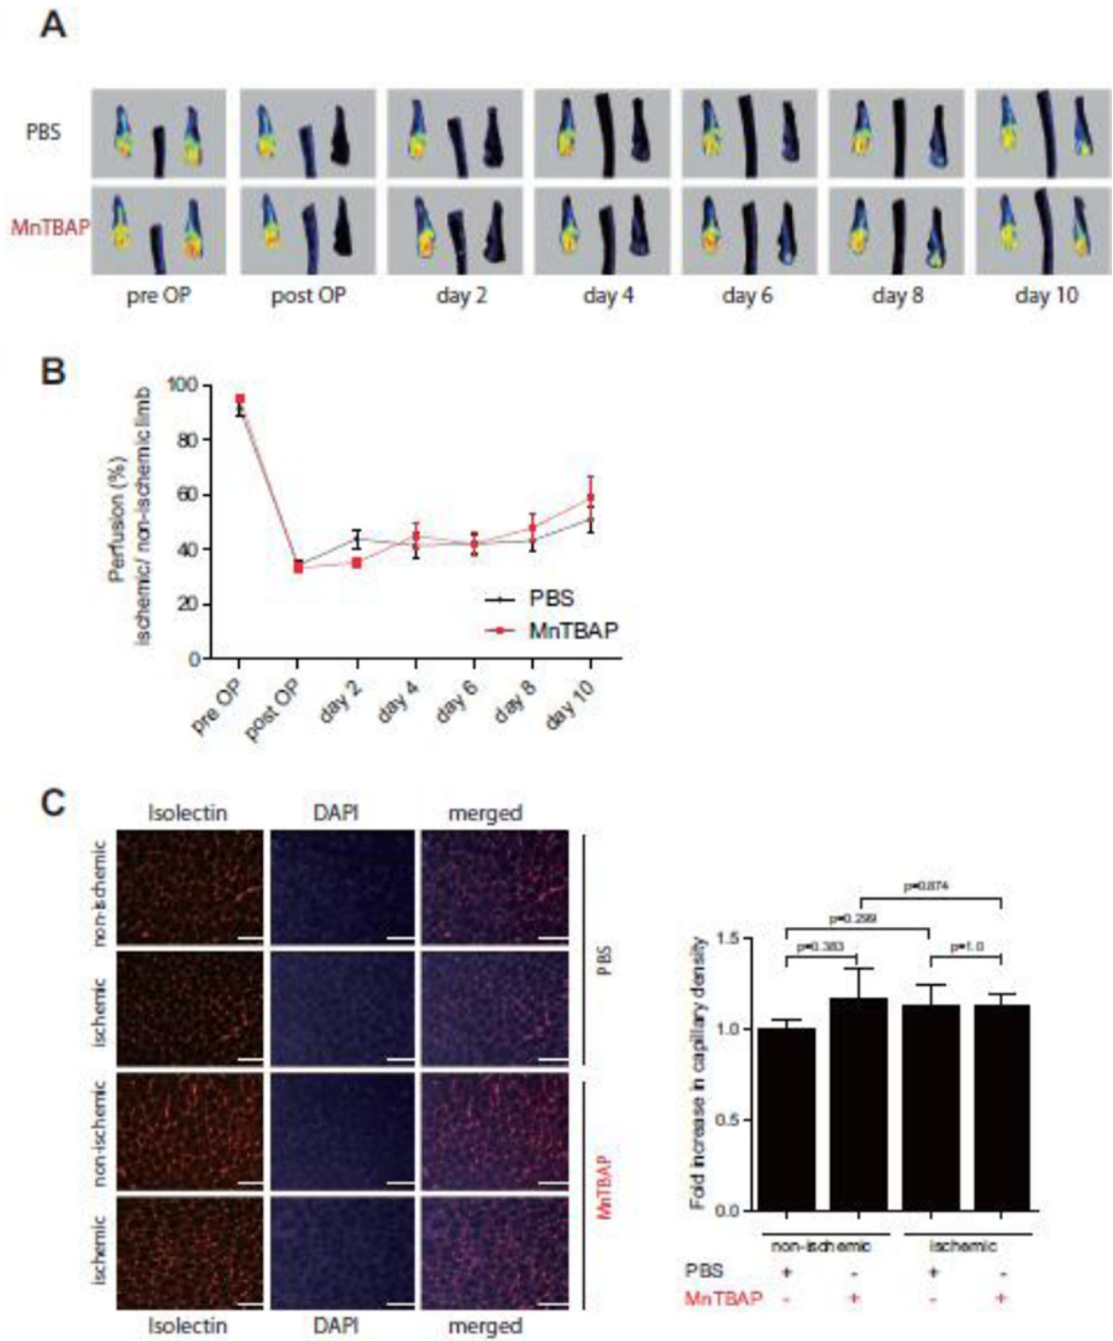 A
PBS
MnTBAP
pre OP post OP day 2 day 4 day 6 day 8 day 10
B
Perfusion (%)
ischemic/ non-ischemic limb
100
80
60
40
20
0
PBS
MnTBAP
pre OP post OP day 2 day 4 day 6 day 8 day 10
C
Isolectin DAPI merged
non-ischemic
ischemic
PBS
non-ischemic
ischemic
MnTBAP
Isolectin DAPI merged
Fold increase in capillary density
p=0.874
p=0.299
p=0.383 p=1.0
1.5
1.0
0.5
0.0
non-ischemic ischemic
PBS + - + -
MnTBAP - + - +